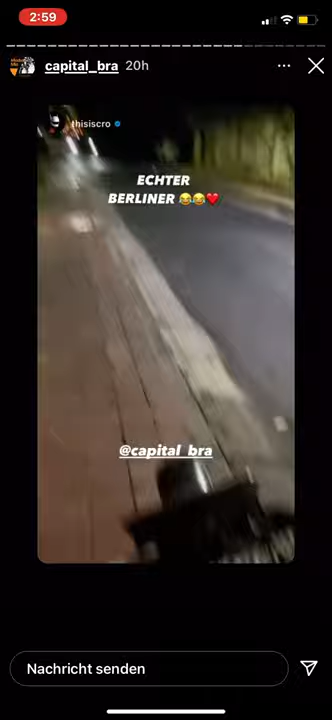 2:59
capital_bra 20h
thisiscro
ECHTER
BERLINER 😂😂❤️
@capital_bra
Nachricht senden